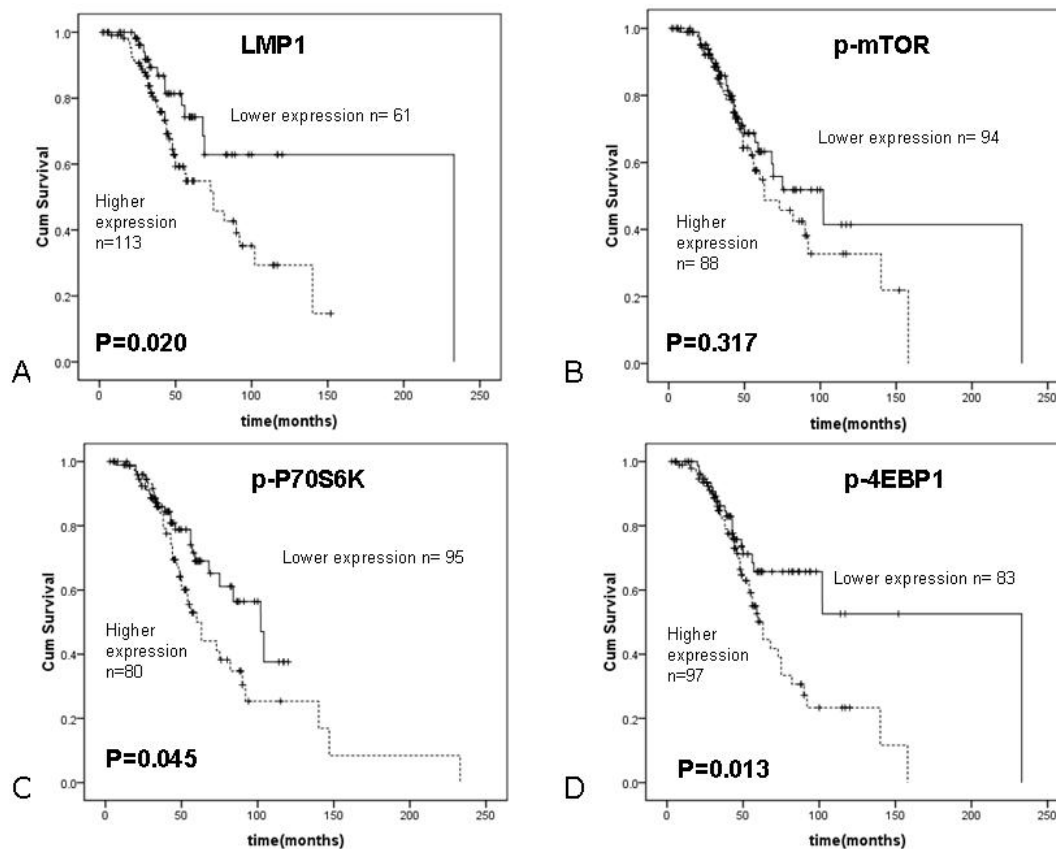 LMP1
Cum Survival
1.0
0.8
0.6
0.4
0.2
0.0
Lower expression n= 61
Higher
expression
n=113
P=0.020
A
0
50
100
150
200
250
time(months)
p-mTOR
Cum Survival
1.0
0.8
0.6
0.4
0.2
0.0
Lower expression n= 94
Higher
expression
n= 88
P=0.317
B
0
50
100
150
200
250
time(months)
p-P70S6K
Cum Survival
1.0
0.8
0.6
0.4
0.2
0.0
Lower expression n= 95
Higher
expression
n=80
P=0.045
C
0
50
100
150
200
250
time(months)
p-4EBP1
Cum Survival
1.0
0.8
0.6
0.4
0.2
0.0
Lower expression n= 83
Higher
expression
n=97
P=0.013
D
0
50
100
150
200
250
time(months)